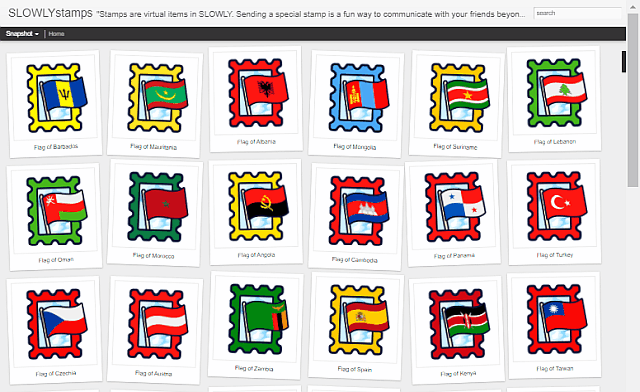 SLOWLYstamps "Stamps are virtual items in SLOWLY. Sending a special stamp is a fun way to communicate with your friends beyon...
search
Snapshot Home
Flag of Barbados
Flag of Mauritania
Flag of Albania
Flag of Mongolia
Flag of Suriname
Flag of Lebanon
Flag of Oman
Flag of Morocco
Flag of Angola
Flag of Cambodia
Flag of Panama
Flag of Turkey
Flag of Czechia
Flag of Austria
Flag of Zambia
Flag of Spain
Flag of Kenya
Flag of Taiwan